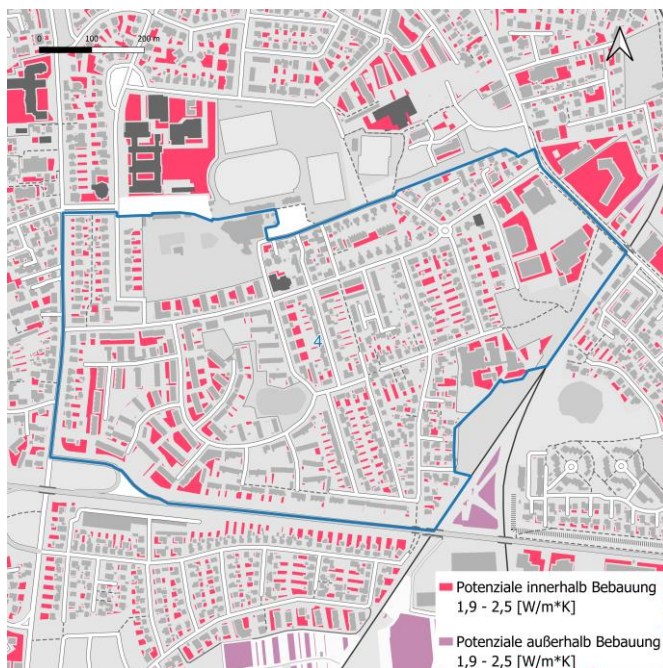 0 100 200 m
4
Potenziale innerhalb Bebauung
1,9 - 2,5 [W/m*K]
Potenziale außerhalb Bebauung
1,9 - 2,5 [W/m*K]